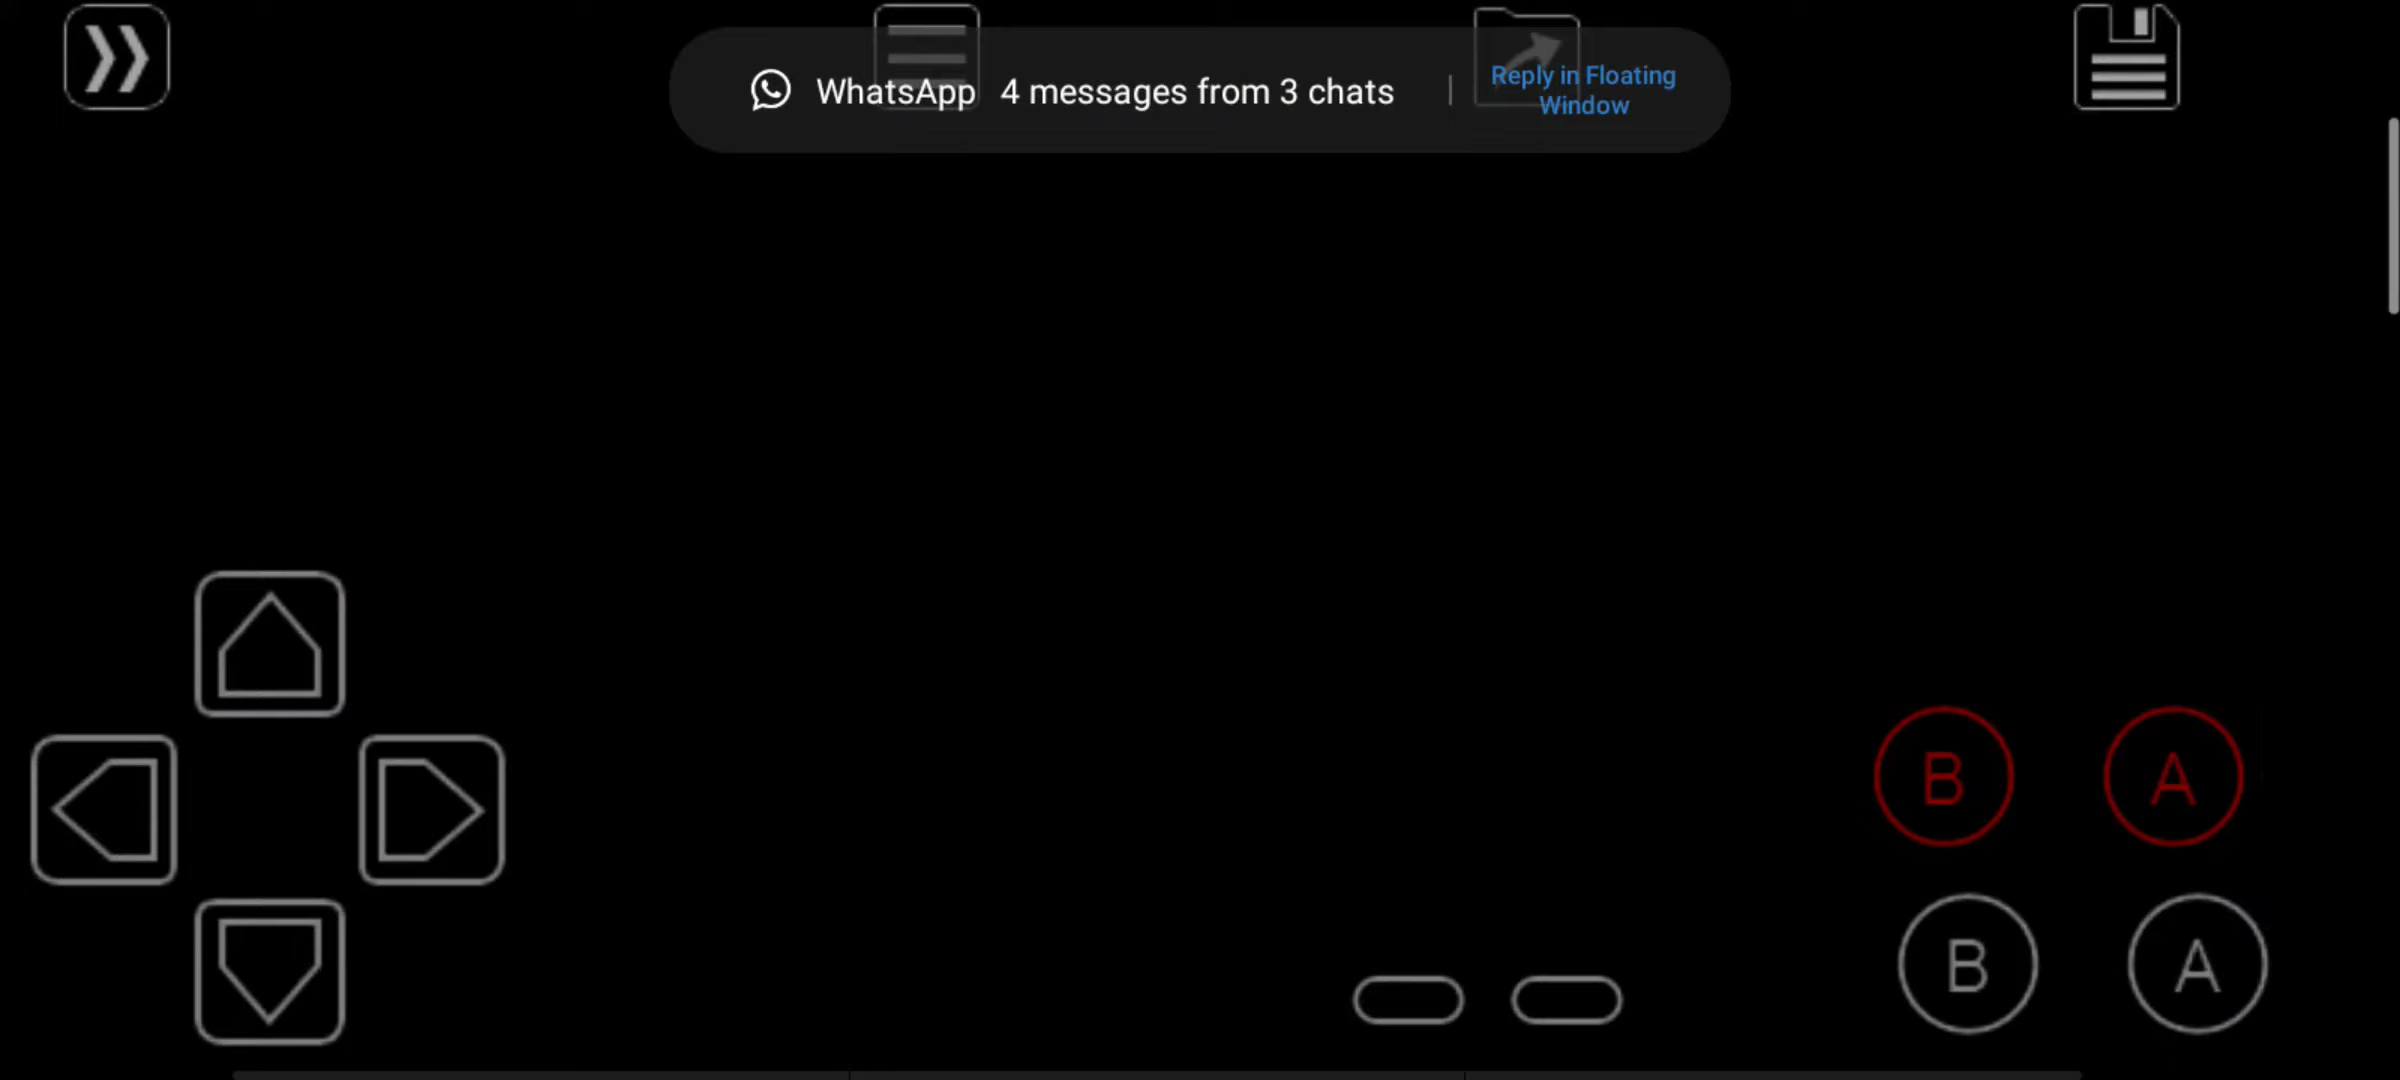 WhatsApp 4 messages from 3 chats
Reply in Floating
Window
B A
B A